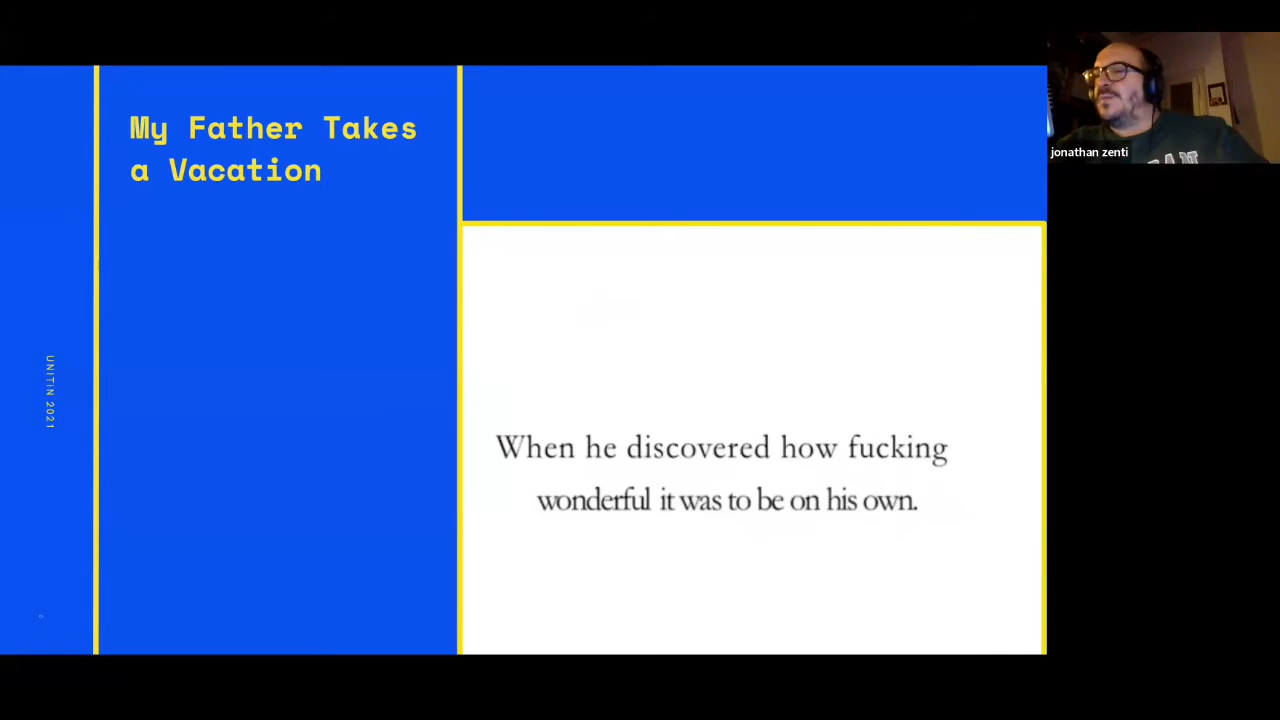 My Father Takes
a Vacation
UNITIN 2021
When he discovered how fucking
wonderful it was to be on his own.
jonathan zenti